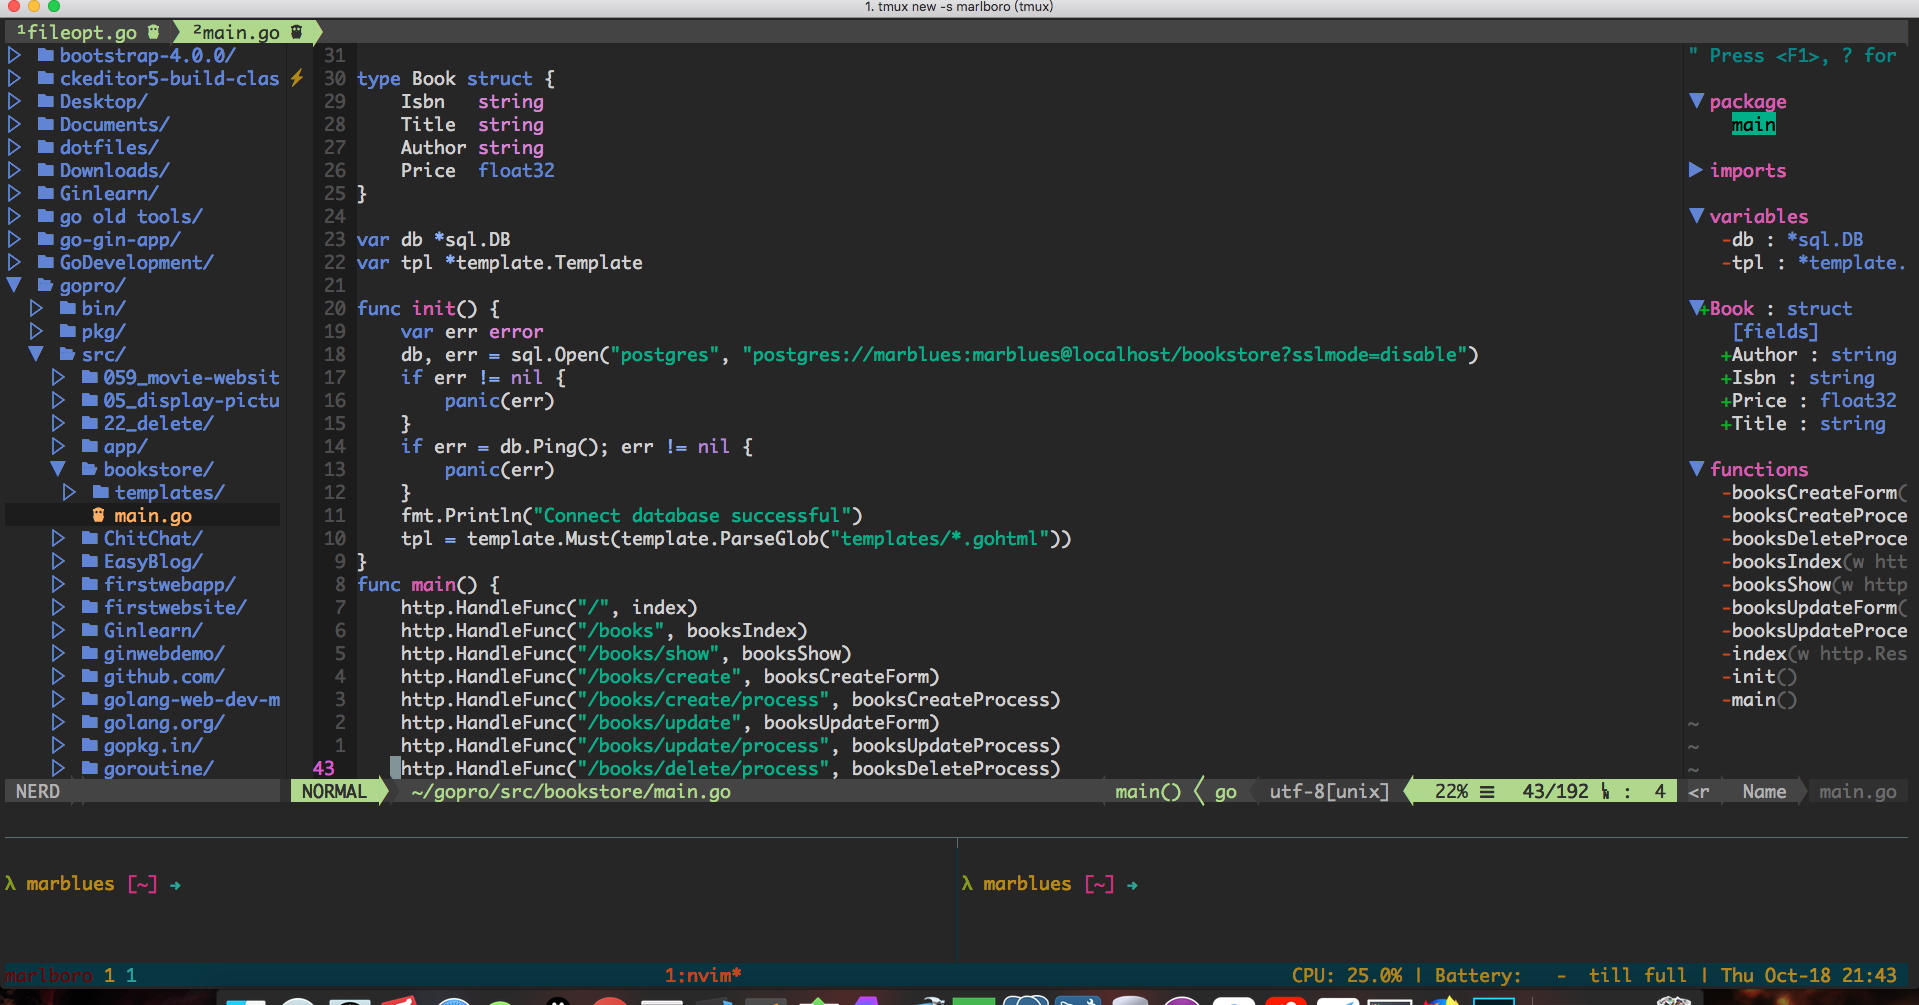 1. tmux new -s marlboro (tmux)
1fileopt.go 2main.go
bootstrap-4.0.0/
ckeditor5-build-clas
Desktop/
Documents/
dotfiles/
Downloads/
Ginlearn/
go old tools/
go-gin-app/
GoDevelopment/
gopro/
bin/
pkg/
src/
059_movie-websit
05_display-pictu
22_delete/
app/
bookstore/
templates/
main.go
ChitChat/
EasyBlog/
firstwebapp/
firstwebsite/
Ginlearn/
ginwebdemo/
github.com/
golang-web-dev-m
golang.org/
gopkg.in/
goroutine/
NERD
31
30 type Book struct {
29     Isbn   string
28     Title  string
27     Author string
26     Price  float32
25 }
24
23 var db *sql.DB
22 var tpl *template.Template
21
20 func init() {
19     var err error
18     db, err = sql.Open("postgres", "postgres://marblues:marblues@localhost/bookstore?sslmode=disable")
17     if err != nil {
16         panic(err)
15     }
14     if err = db.Ping(); err != nil {
13         panic(err)
12     }
11     fmt.Println("Connect database successful")
10     tpl = template.Must(template.ParseGlob("templates/*.gohtml"))
9 }
8 func main() {
7     http.HandleFunc("/", index)
6     http.HandleFunc("/books", booksIndex)
5     http.HandleFunc("/books/show", booksShow)
4     http.HandleFunc("/books/create", booksCreateForm)
3     http.HandleFunc("/books/create/process", booksCreateProcess)
2     http.HandleFunc("/books/update", booksUpdateForm)
1     http.HandleFunc("/books/update/process", booksUpdateProcess)
43     http.HandleFunc("/books/delete/process", booksDeleteProcess)
NORMAL ~/gopro/src/bookstore/main.go main() go utf-8[unix] 22% ☰ 43/192 : 4
" Press <F1>, ? for
package
main
imports
variables
-db : *sql.DB
-tpl : *template.
+Book : struct
[fields]
+Author : string
+Isbn : string
+Price : float32
+Title : string
functions
-booksCreateForm(
-booksCreateProce
-booksDeleteProce
-booksIndex(w htt
-booksShow(w http
-booksUpdateForm(
-booksUpdateProce
-index(w http.Res
-init()
-main()
~
~
~
<r Name main.go
λ marblues [~] →
λ marblues [~] →
marlboro 1 1 1:nvim* CPU: 25.0% | Battery: - till full | Thu Oct-18 21:43